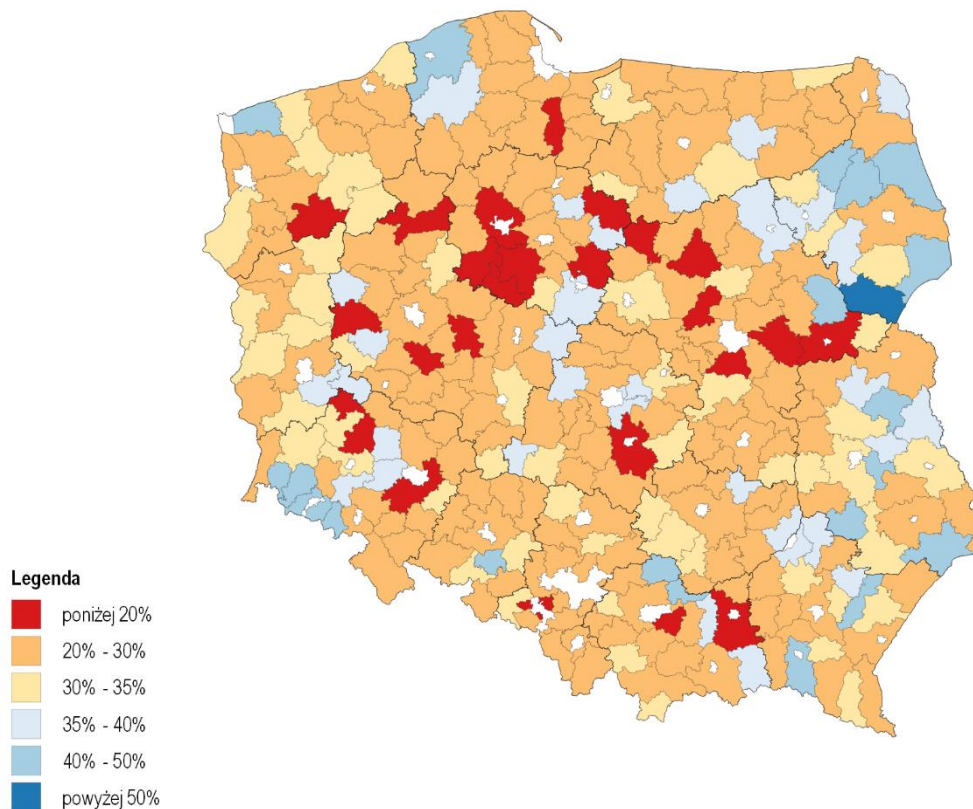 Legenda
poniżej 20%
20% - 30%
30% - 35%
35% - 40%
40% - 50%
powyżej 50%